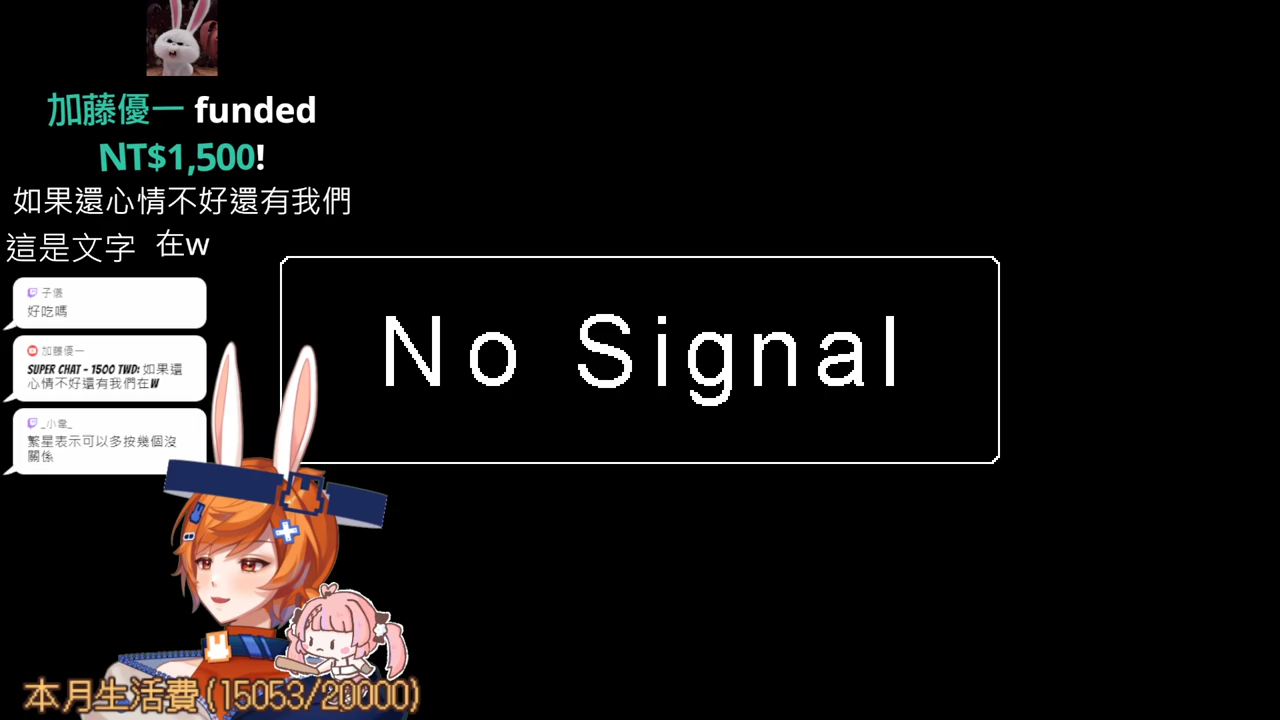 加藤優一 funded
NT$1,500!
如果還心情不好還有我們
在w
這是文字
子儀
好吃嗎
加藤優一
SUPER CHAT - 1500 TWD: 如果還
心情不好還有我們在W
_小韋_
繁星表示可以多按幾個沒
關係
No Signal
本月生活費(15053/20000)